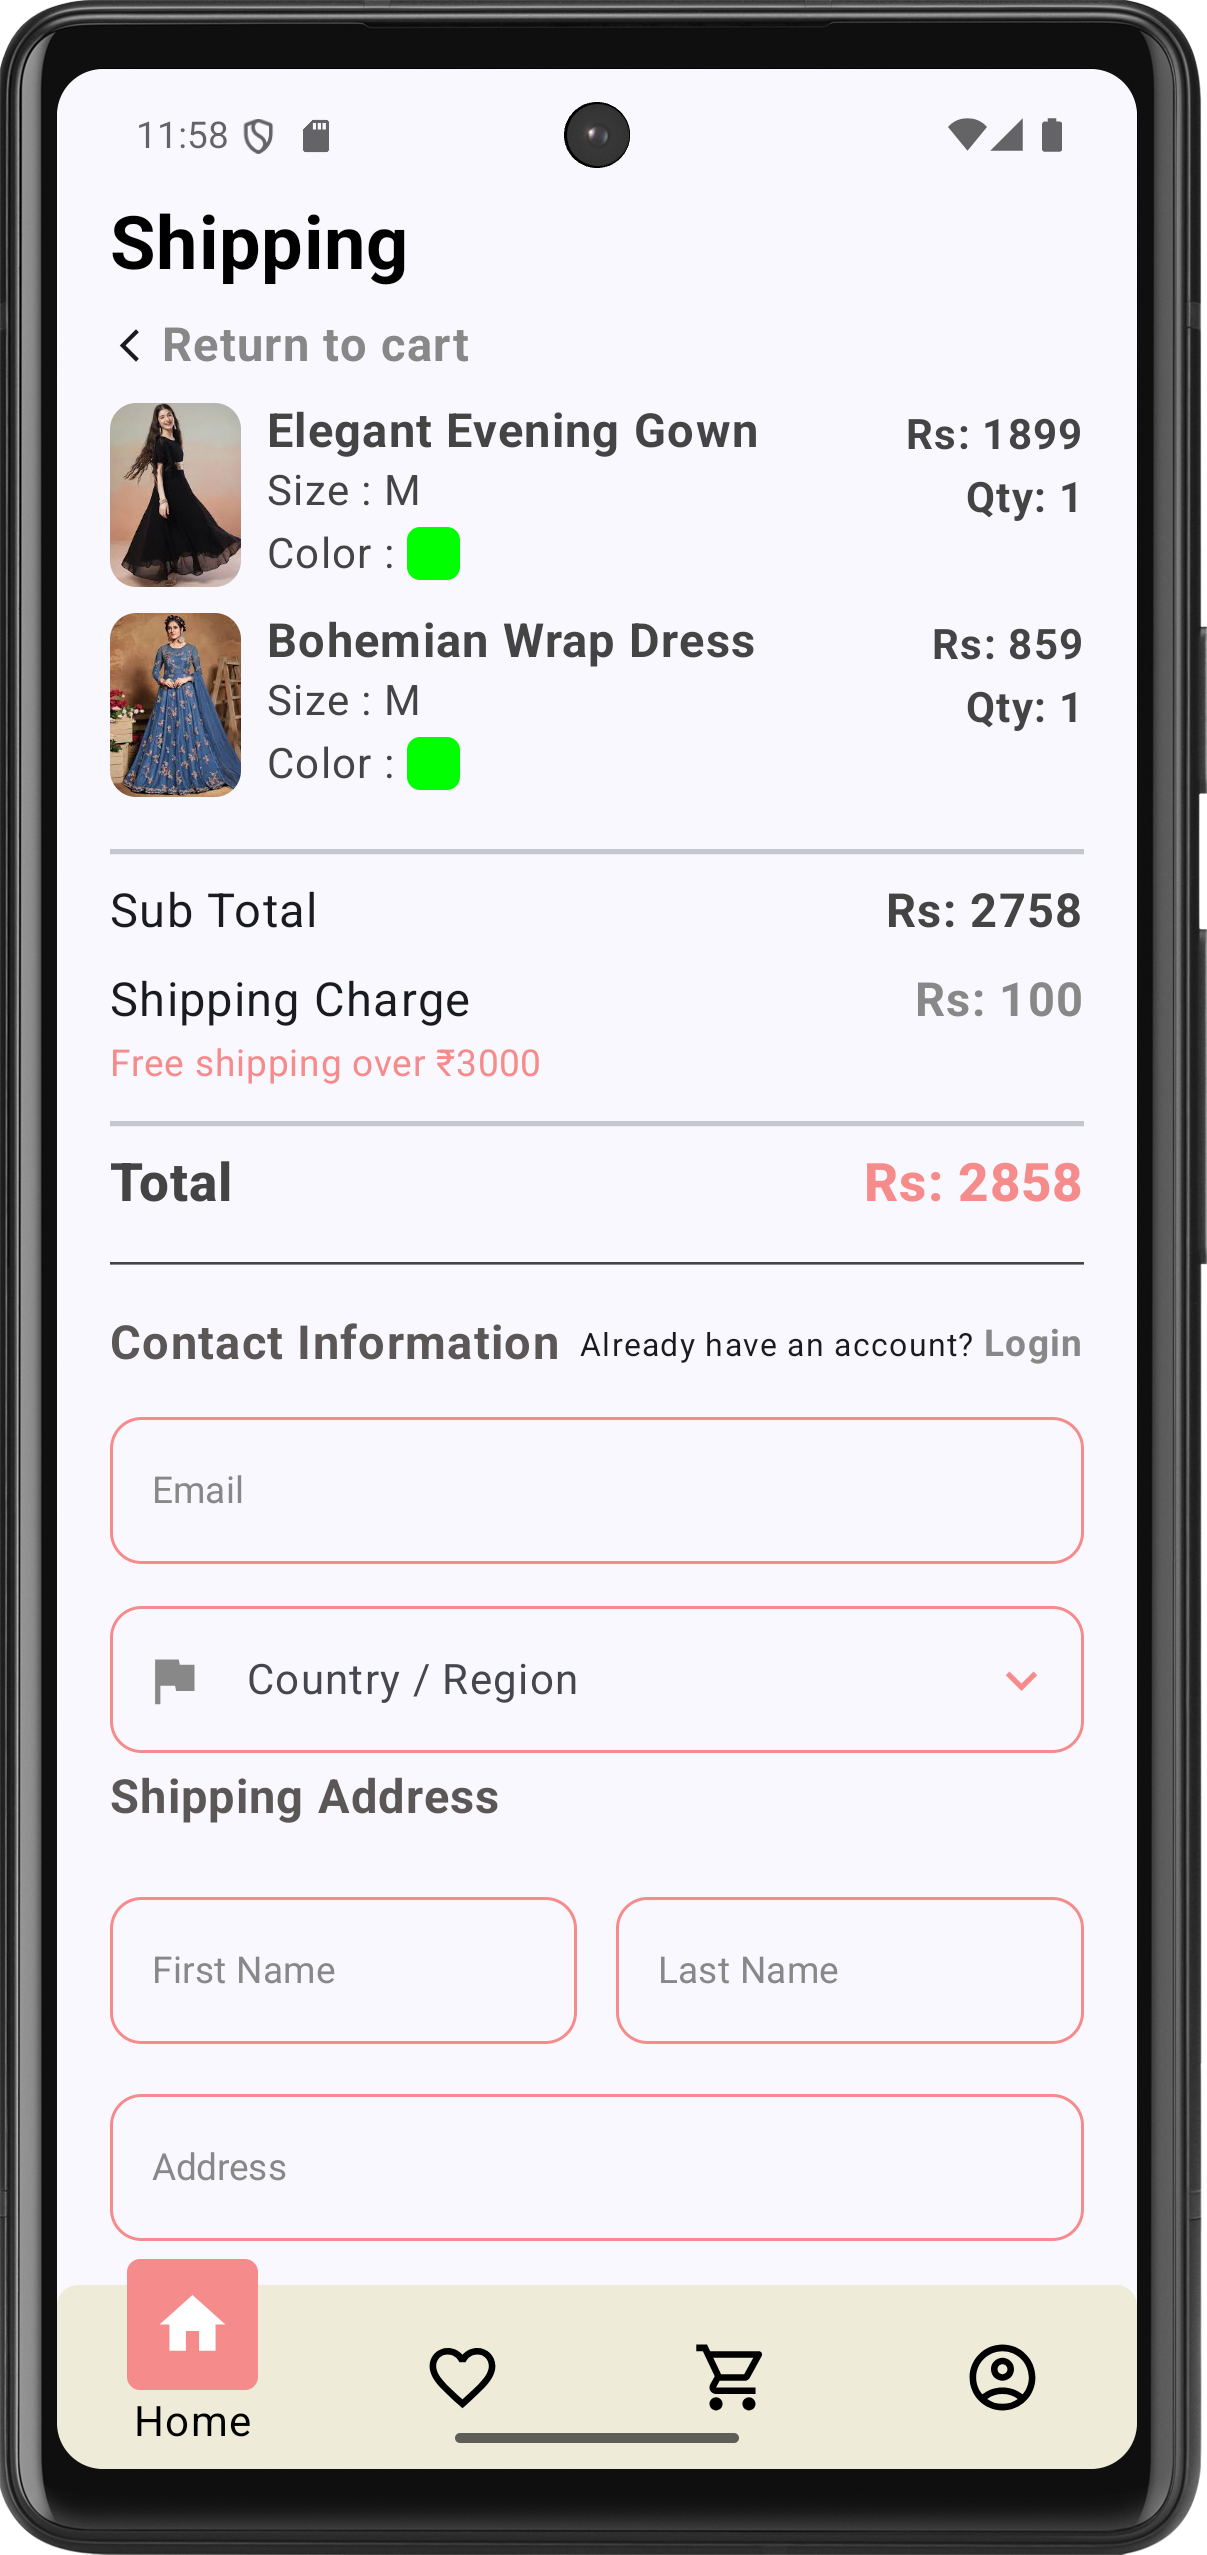 11:58
Shipping
Return to cart
Elegant Evening Gown Rs: 1899
Size : M Qty: 1
Color :
Bohemian Wrap Dress Rs: 859
Size : M Qty: 1
Color :
Sub Total Rs: 2758
Shipping Charge Rs: 100
Free shipping over ₹3000
Total Rs: 2858
Contact Information Already have an account? Login
Email
Country / Region
Shipping Address
First Name Last Name
Address
Home